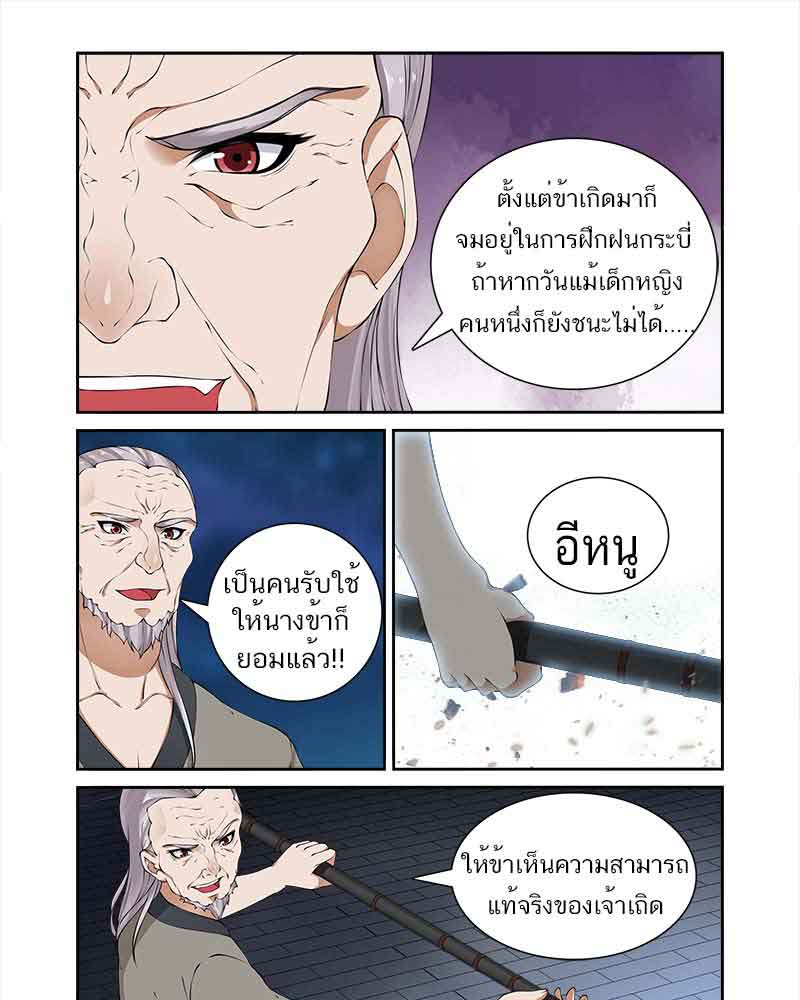 ตั้งแต่ข้าเกิดมาก็
จมอยู่ในการฝึกฝนกระบี่
ถ้าหากวันแม้เด็กหญิง
คนหนึ่งก็ยังชนะไม่ได้.....
เป็นคนรับใช้
ให้นางข้าก็
ยอมแล้ว!!
อีหนู
ให้ข้าเห็นความสามารถ
แท้จริงของเจ้าเถิด